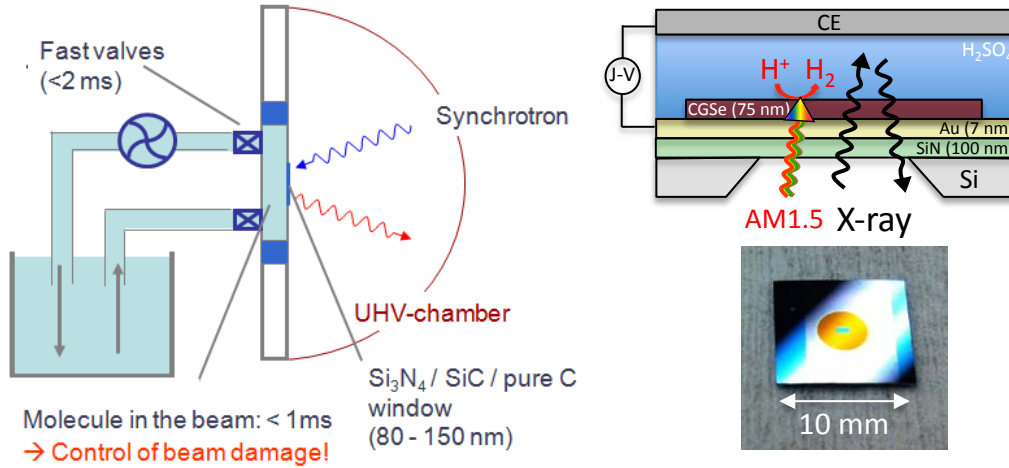 Fast valves
(<2 ms)
Synchrotron
UHV-chamber
Si₃N₄ / SiC / pure C
window
(80 - 150 nm)
Molecule in the beam: < 1ms
→ Control of beam damage!
CE
H₂SO₄
J-V
H⁺ H₂
CGSe (75 nm)
Au (7 nm)
SiN (100 nm)
Si
AM1.5 X-ray
10 mm